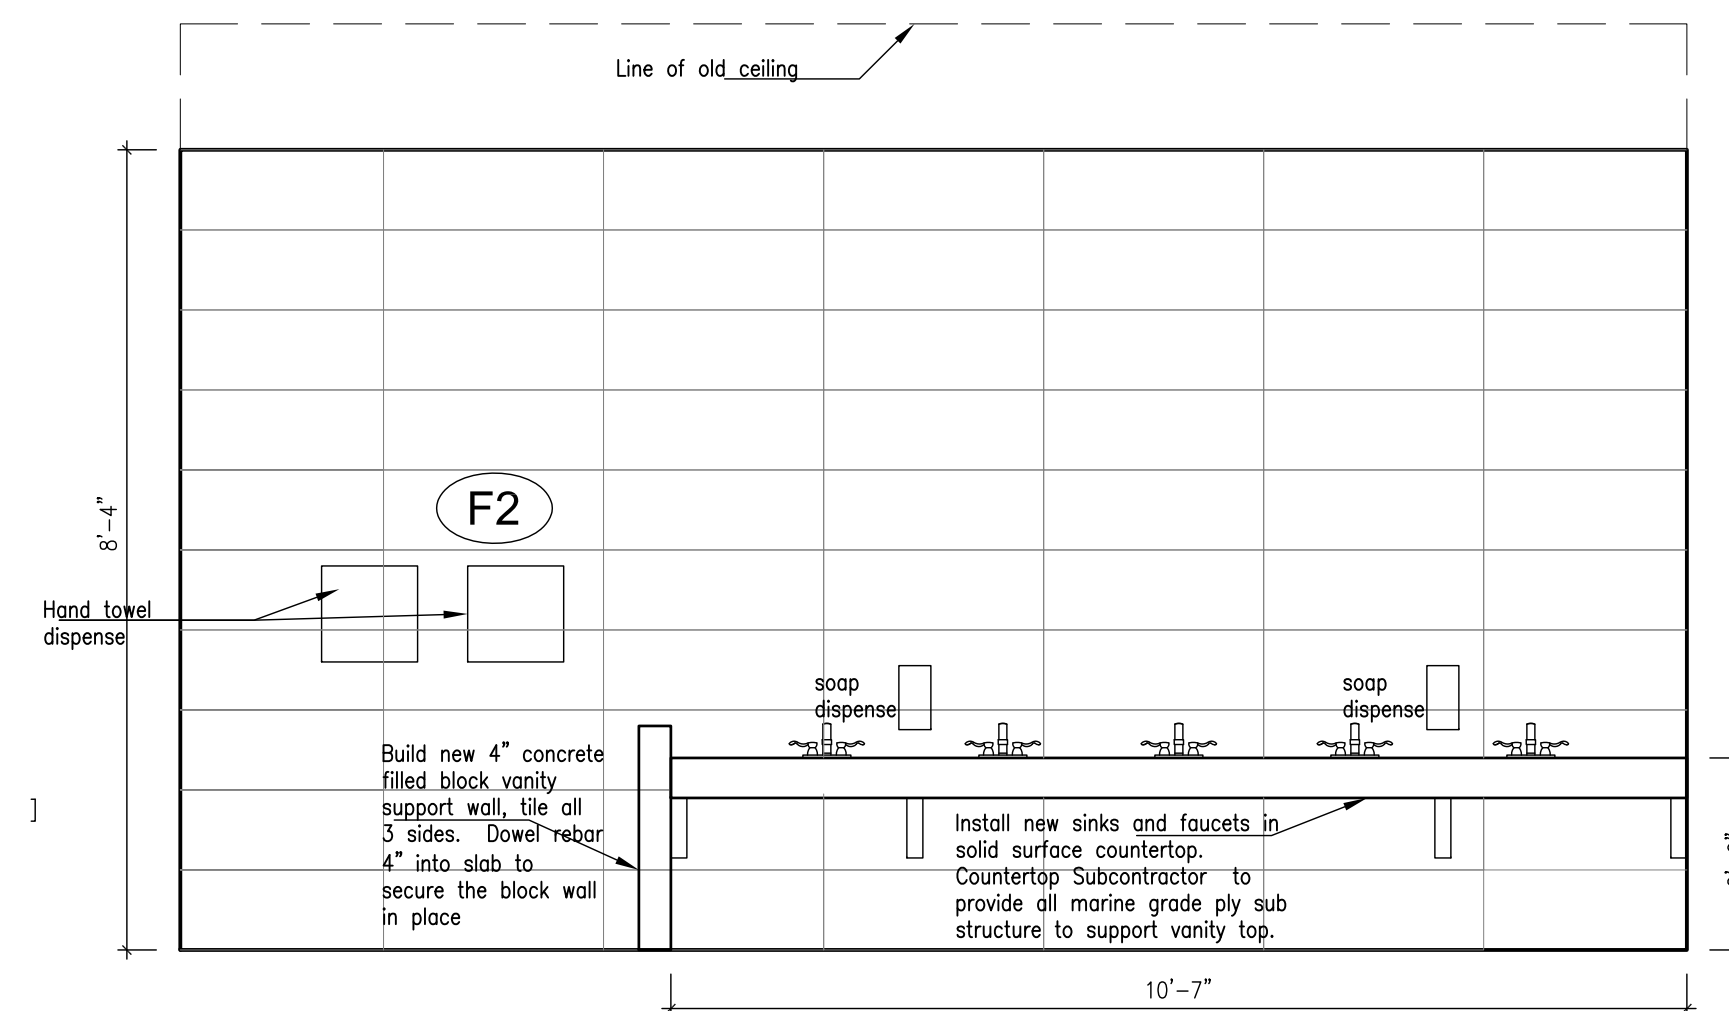 Line of old ceiling
8'-4"
F2
Hand towel
dispense
soap
dispense
soap
dispense
Build new 4" concrete
filled block vanity
support wall, tile all
3 sides. Dowel rebar
4" into slab to
secure the block wall
in place
]
Install new sinks and faucets in
solid surface countertop.
Countertop Subcontractor to
provide all marine grade ply sub
structure to support vanity top.
10'-7"